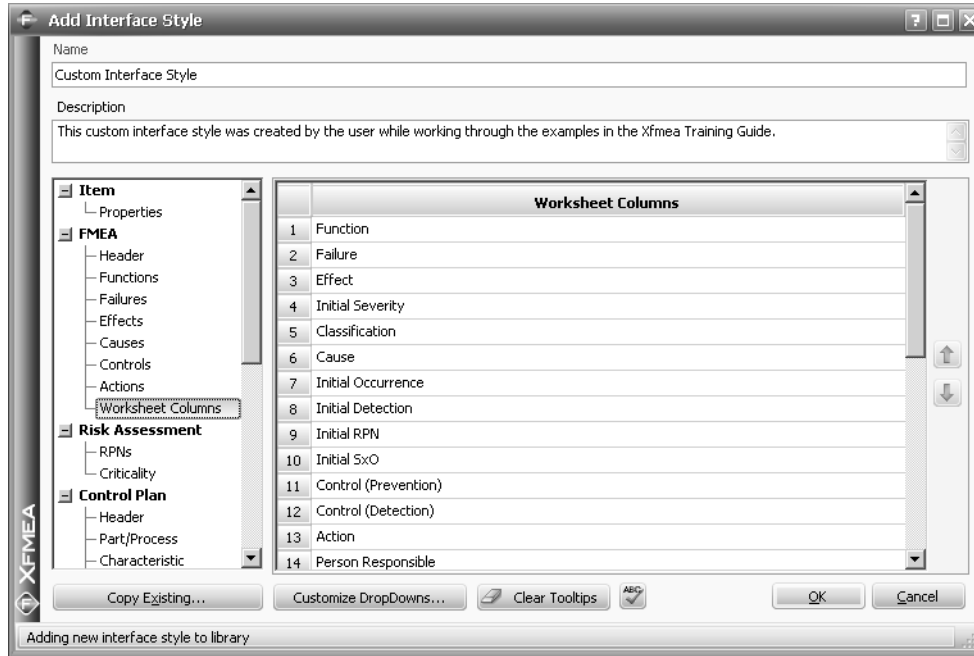 Add Interface Style
Name
Custom Interface Style
Description
This custom interface style was created by the user while working through the examples in the Xfmea Training Guide.
Item
Properties
FMEA
Header
Functions
Failures
Effects
Causes
Controls
Actions
Worksheet Columns
Risk Assessment
RPNs
Criticality
Control Plan
Header
Part/Process
Characteristic
Worksheet Columns
1 Function
2 Failure
3 Effect
4 Initial Severity
5 Classification
6 Cause
7 Initial Occurrence
8 Initial Detection
9 Initial RPN
10 Initial SxO
11 Control (Prevention)
12 Control (Detection)
13 Action
14 Person Responsible
XFMEA
Copy Existing...
Customize DropDowns...
Clear Tooltips
ABC
OK
Cancel
Adding new interface style to library